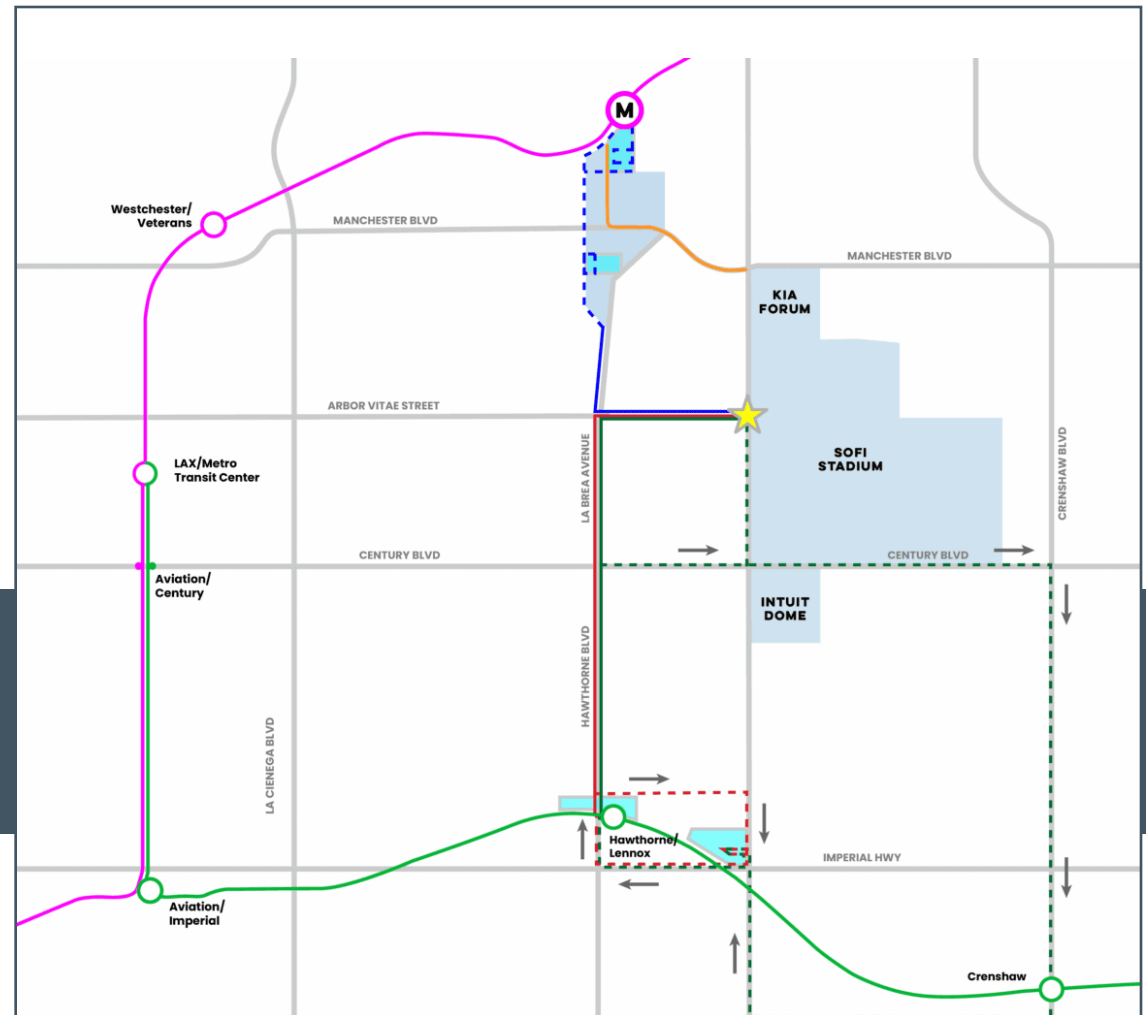 M
Westchester/
Veterans
MANCHESTER BLVD
MANCHESTER BLVD
KIA
FORUM
ARBOR VITAE STREET
LA BREA AVENUE
SOFI
STADIUM
CRENSHAW BLVD
LAX/Metro
Transit Center
CENTURY BLVD
CENTURY BLVD
Aviation/
Century
INTUIT
DOME
HAWTHORNE BLVD
LA CIENEGA BLVD
Hawthorne/
Lennox
IMPERIAL HWY
Aviation/
Imperial
Crenshaw